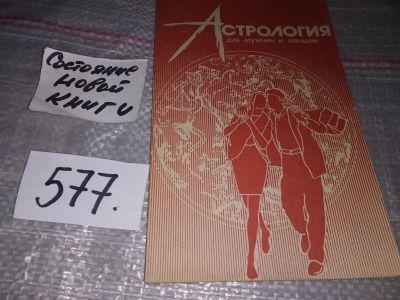 Состояние
новой
книги
577.
Астрология
для мужчин и женщин